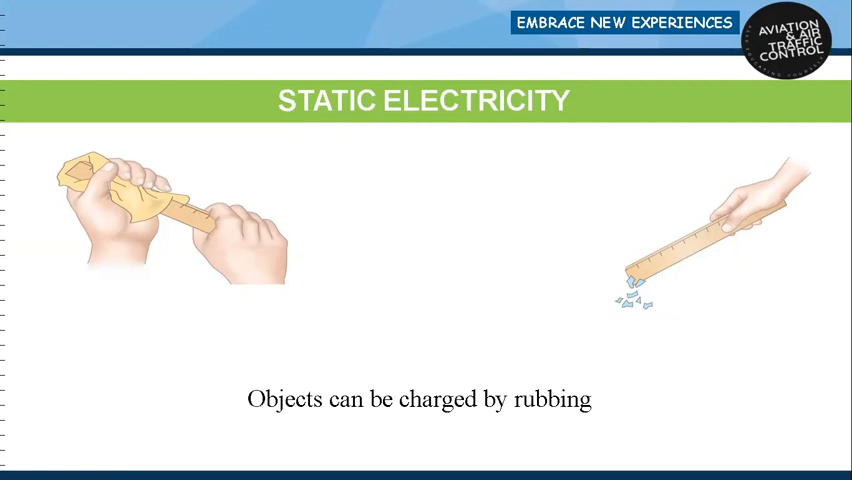 EMBRACE NEW EXPERIENCES
AVIATION
& AIR
TRAFFIC
CONTROL
STATIC ELECTRICITY
Objects can be charged by rubbing